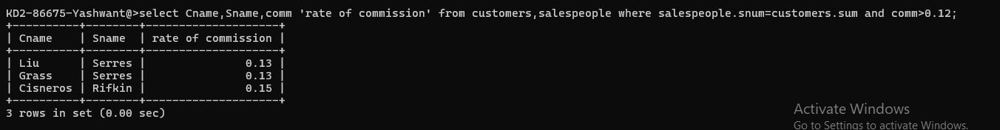 KD2-86675-Yashwant@>select Cname,Sname,comm 'rate of commission' from customers,salespeople where salespeople.snum=customers.sum and comm>0.12;
+----------+--------+--------------------+
| Cname    | Sname  | rate of commission |
+----------+--------+--------------------+
| Liu      | Serres |               0.13 |
| Grass    | Serres |               0.13 |
| Cisneros | Rifkin |               0.15 |
+----------+--------+--------------------+
3 rows in set (0.00 sec)
Activate Windows
Go to Settings to activate Windows.